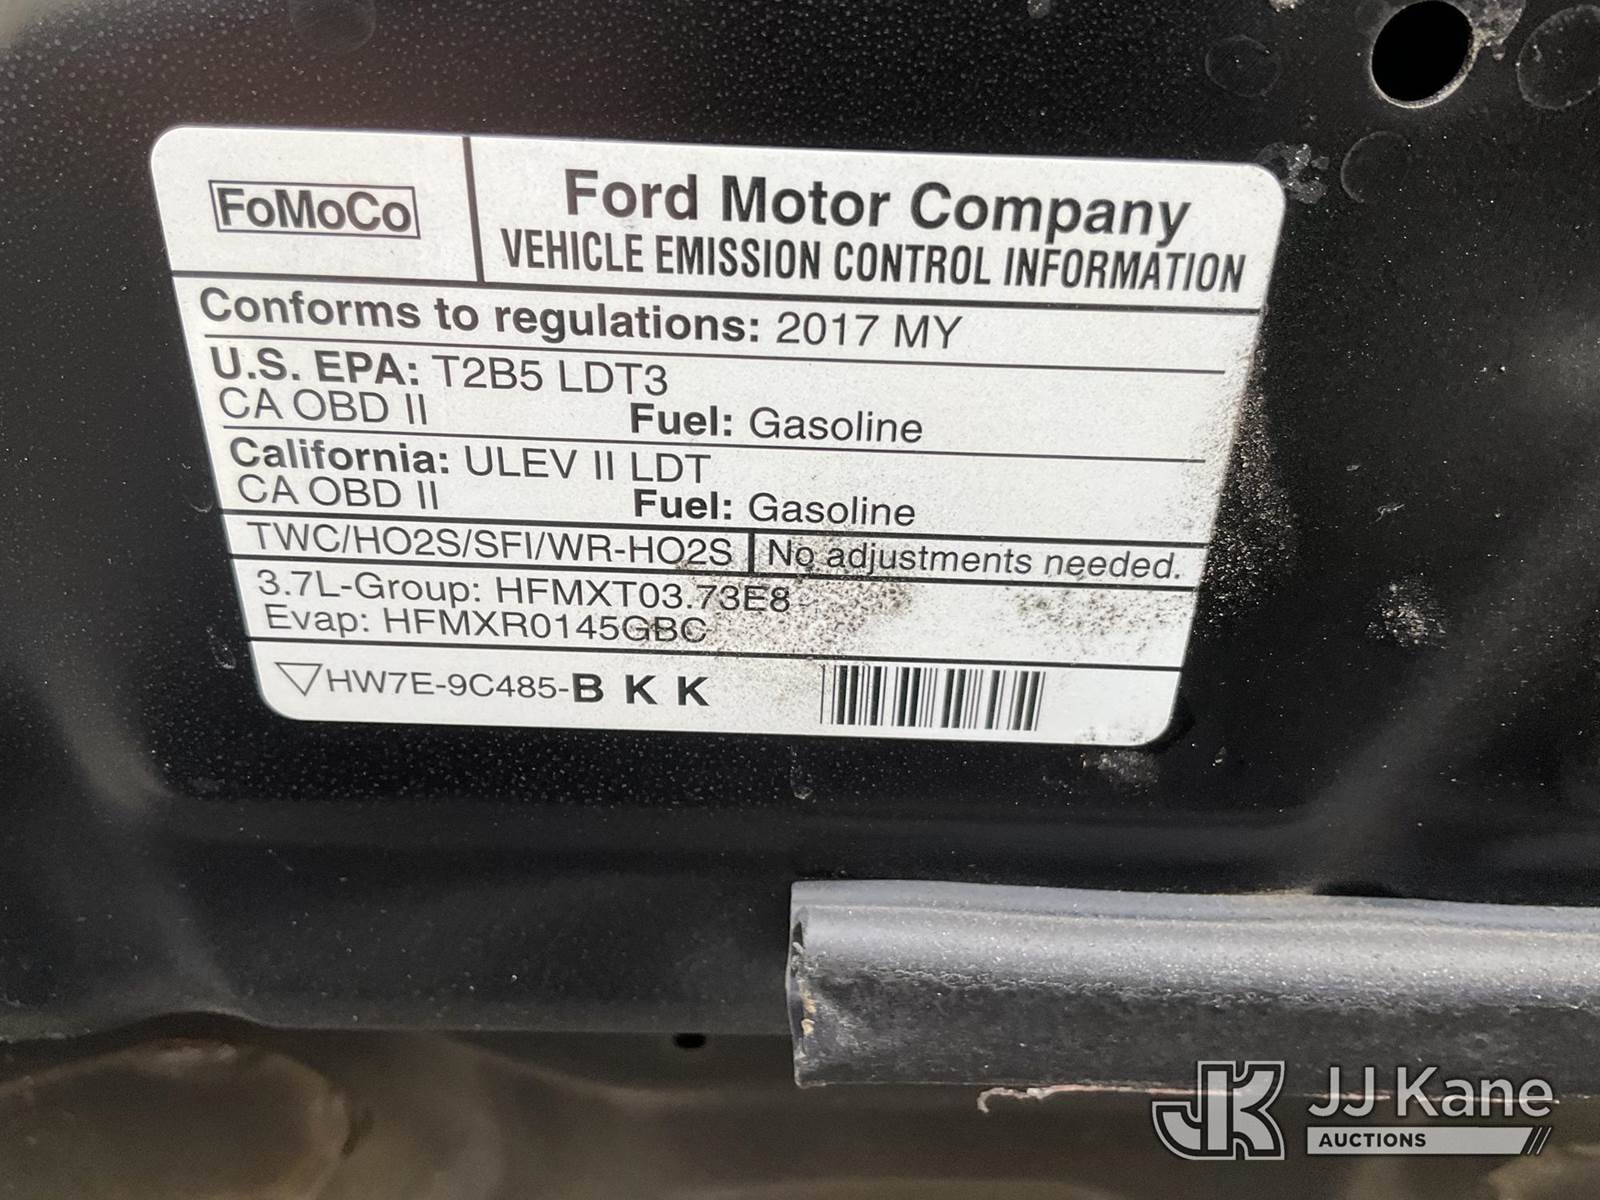 FoMoCo
Ford Motor Company
VEHICLE EMISSION CONTROL INFORMATION
Conforms to regulations: 2017 MY
U.S. EPA: T2B5 LDT3
CA OBD II Fuel: Gasoline
California: ULEV II LDT
CA OBD II Fuel: Gasoline
TWC/HO2S/SFI/WR-HO2S No adjustments needed.
3.7L-Group: HFMXT03.73E8
Evap: HFMXR0145GBC
HW7E-9C485-B K K
JK JJ Kane
AUCTIONS